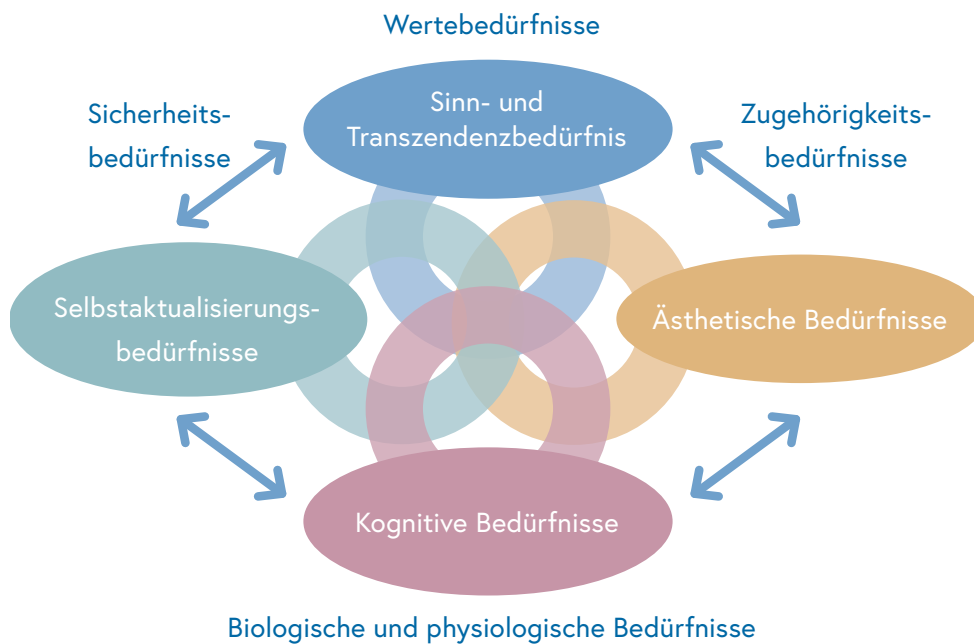 Wertebedürfnisse
Sinn- und
Transzendenzbedürfnis
Sicherheits-
bedürfnisse
Zugehörigkeits-
bedürfnisse
Selbstaktualisierungs-
bedürfnisse
Ästhetische Bedürfnisse
Kognitive Bedürfnisse
Biologische und physiologische Bedürfnisse